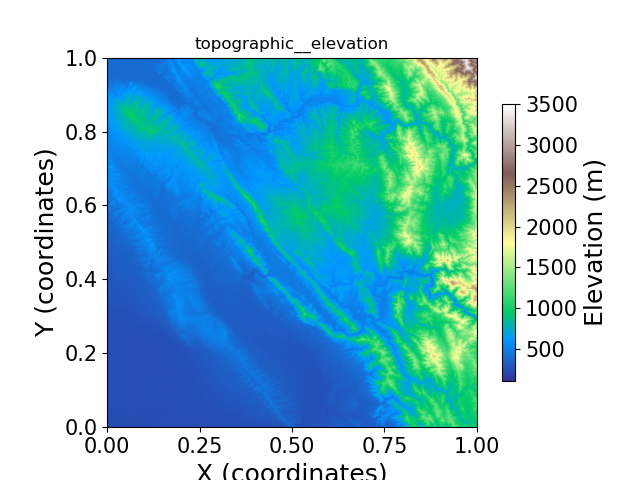 topographic__elevation
1.0
0.8
0.6
0.4
0.2
0.0
Y (coordinates)
0.00 0.25 0.50 0.75 1.00
X (coordinates)
3500
3000
2500
2000
1500
1000
500
Elevation (m)